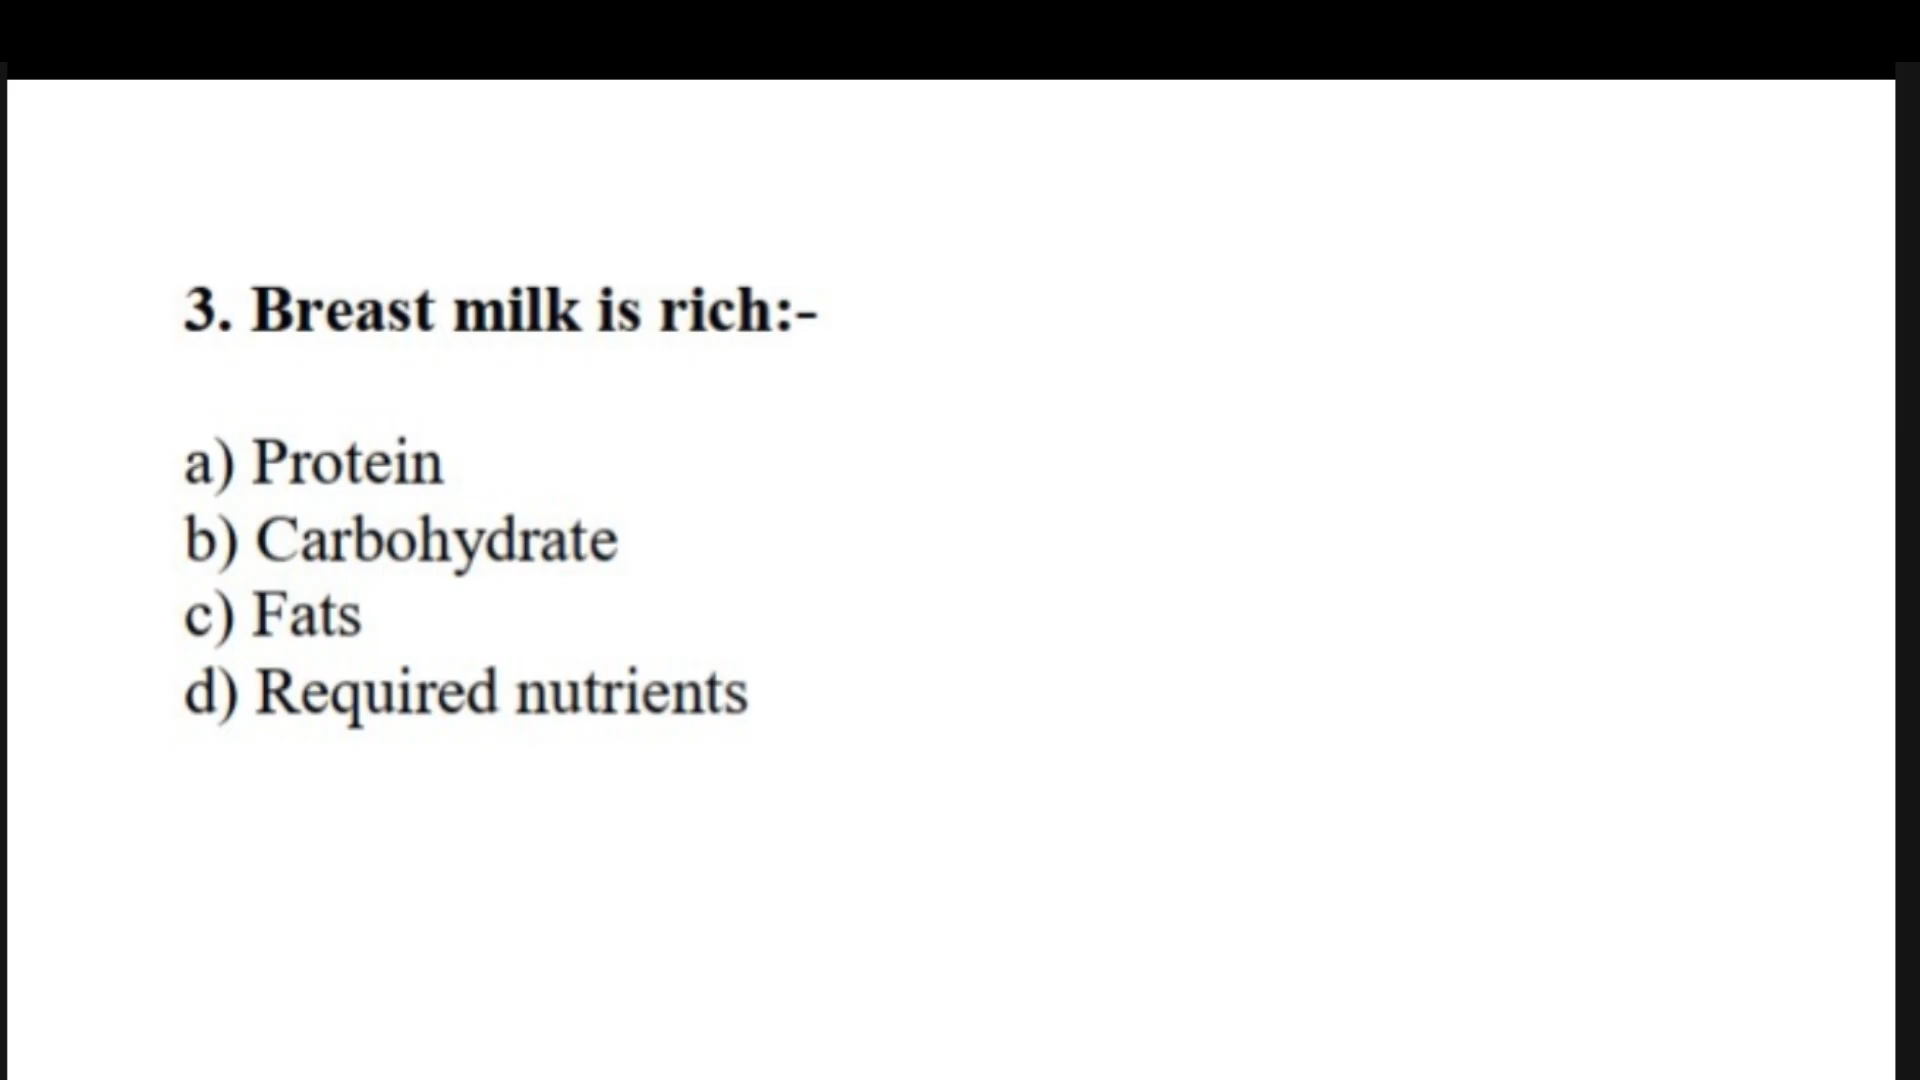 3. Breast milk is rich:-
a) Protein
b) Carbohydrate
c) Fats
d) Required nutrients